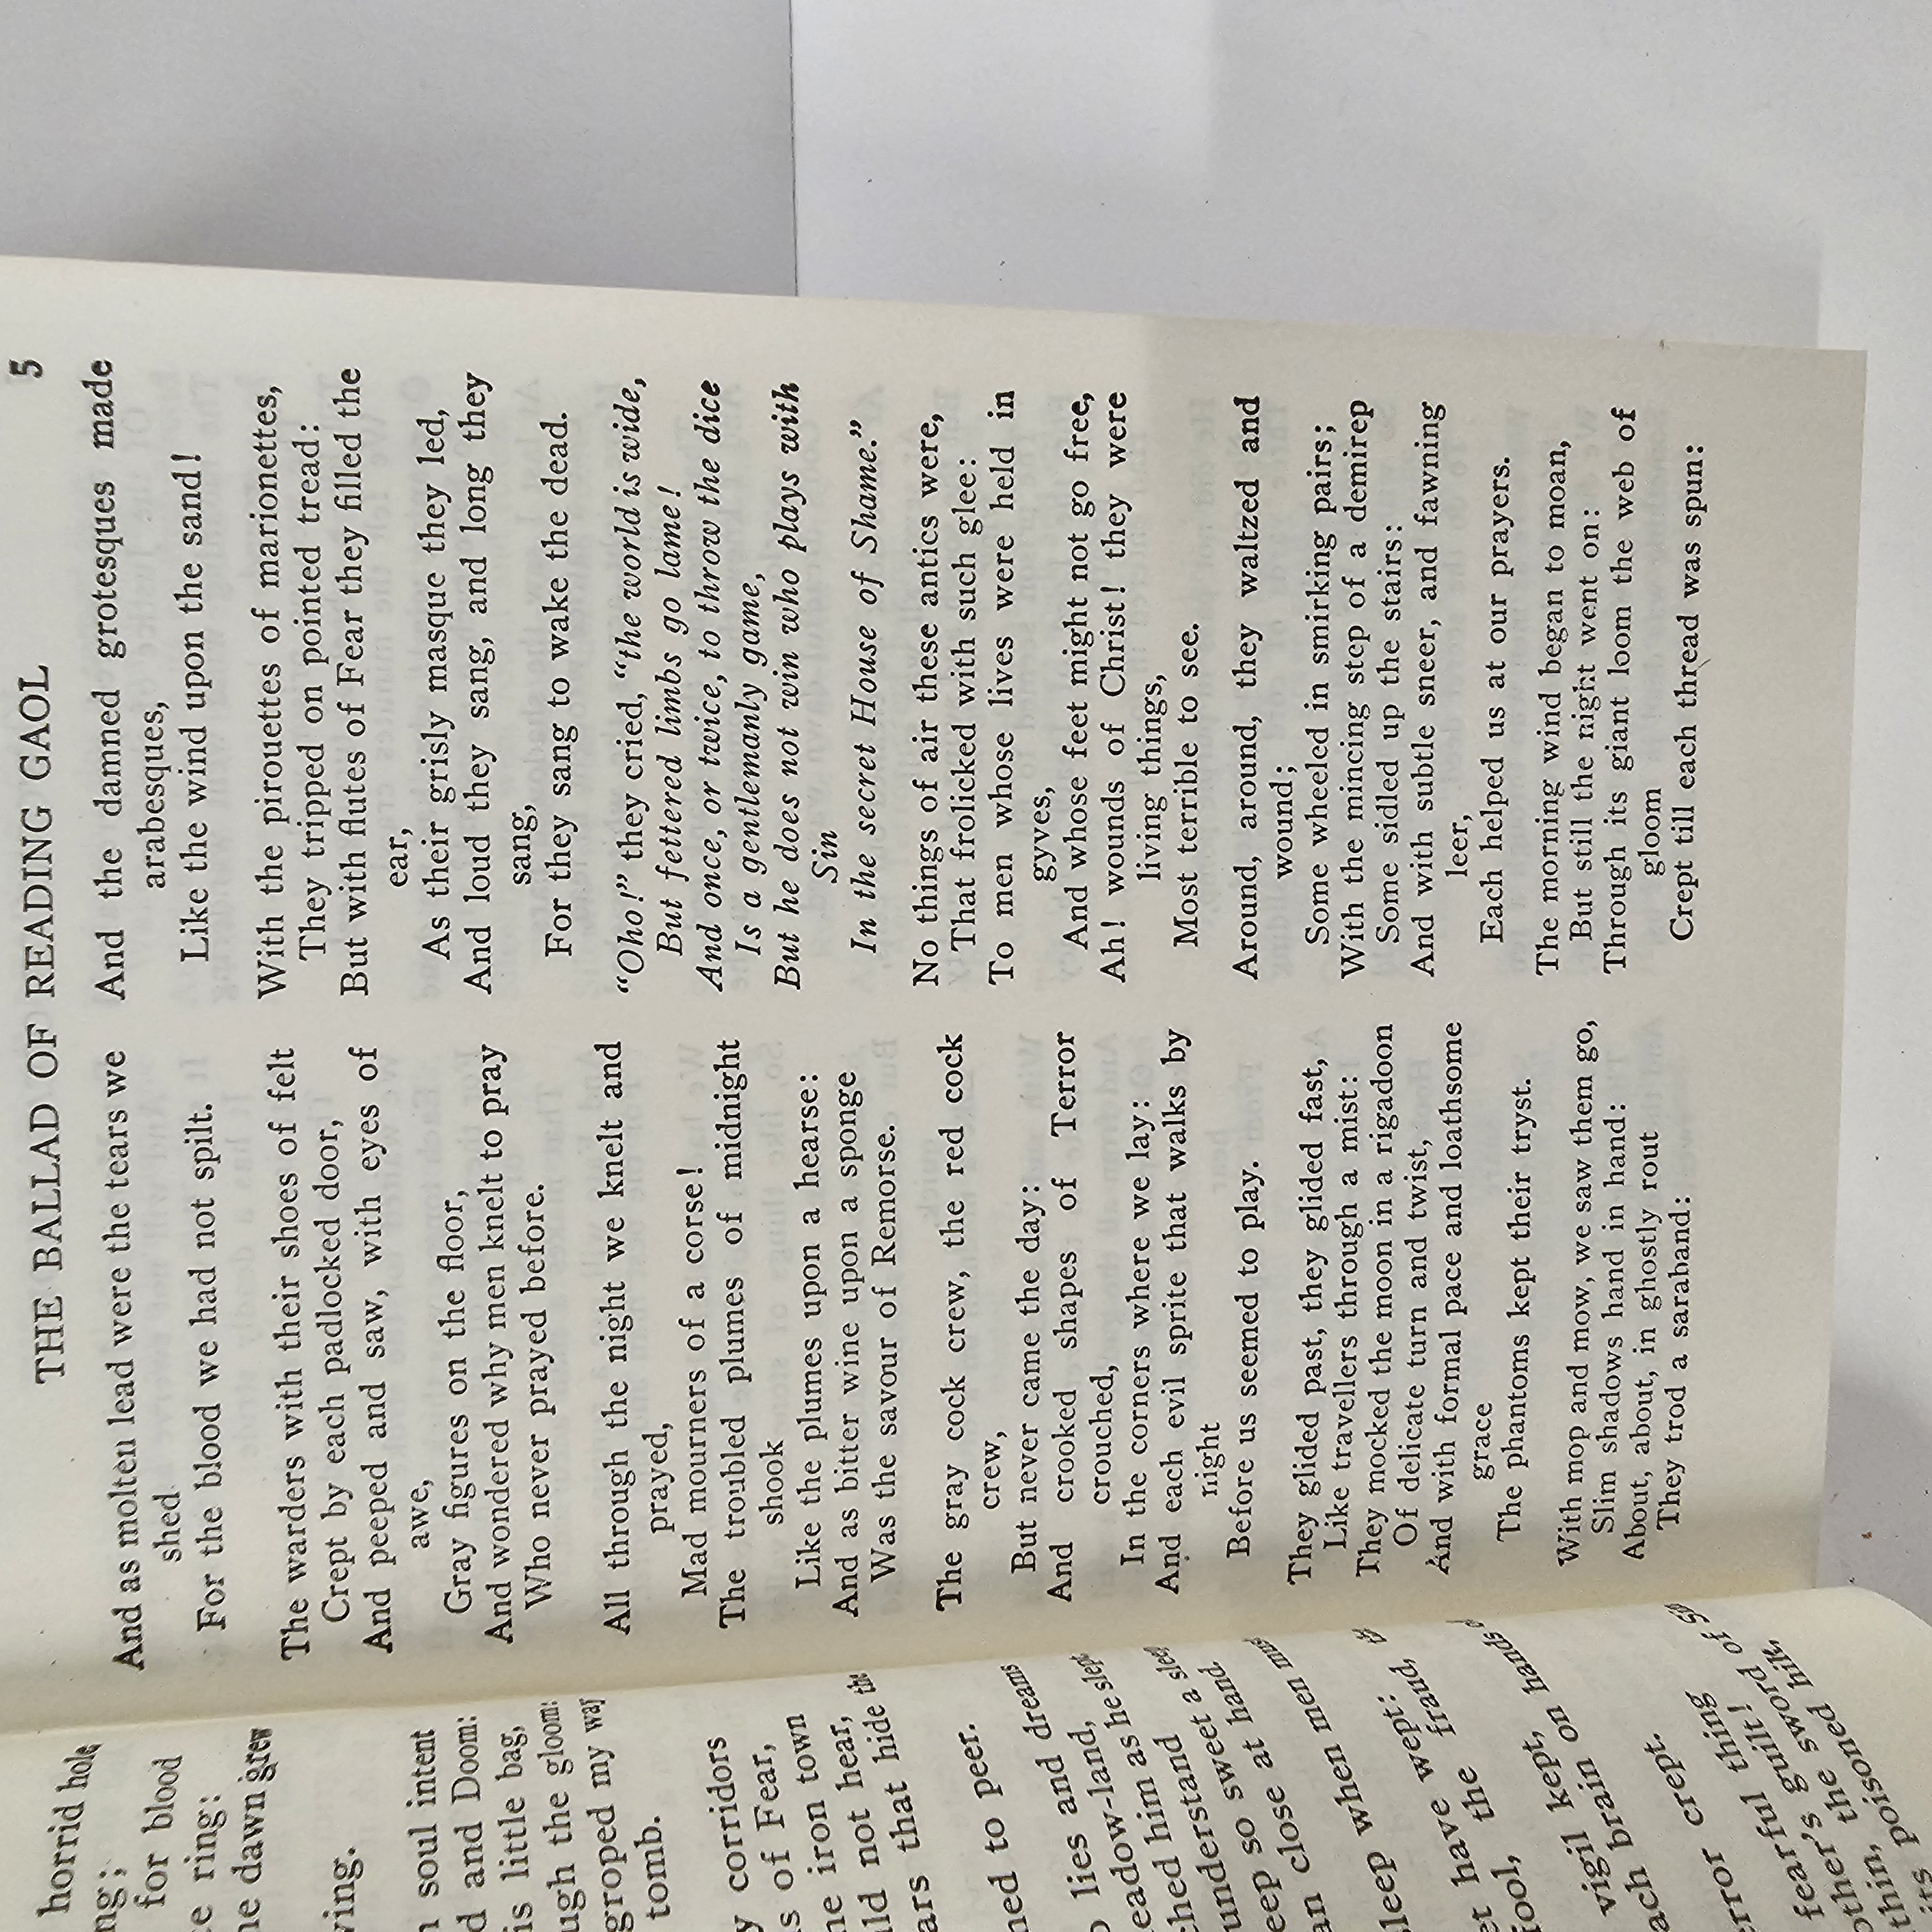 horrid hole
ng;
for blood
ring:
dawn grew
ving.
soul intent
and Doom:
is little bag,
ugh the gloom:
groped my way
tomb.
corridors
s of Fear,
iron town
ld not hear,
ars that hide the
ned to peer.
lies and dreams
eadow-land,
ched him as he slept
understand
eep so sweet a sleep
an close at hand.
sleep when men must
et have wept:
fool, the fraud, the
vigil kept,
ach brain on hands of
error crept.
fearful thing
other's guilt!
thin, the sword of Sin
its poisoned hilt,
THE BALLAD OF READING GAOL 5
And as molten lead were the tears we
shed
For the blood we had not spilt.
The warders with their shoes of felt
Crept by each padlocked door,
And peeped and saw, with eyes of
awe,
Gray figures on the floor,
And wondered why men knelt to pray
Who never prayed before.
All through the night we knelt and
prayed,
Mad mourners of a corse!
The troubled plumes of midnight
shook
Like the plumes upon a hearse:
And as bitter wine upon a sponge
Was the savour of Remorse.
The gray cock crew, the red cock
crew,
But never came the day:
And crooked shapes of Terror
crouched,
In the corners where we lay:
And each evil sprite that walks by
night
Before us seemed to play.
They glided past, they glided fast,
Like travellers through a mist:
They mocked the moon in a rigadoon
Of delicate turn and twist,
And with formal pace and loathsome
grace
The phantoms kept their tryst.
With mop and mow, we saw them go,
Slim shadows hand in hand:
About, about, in ghostly rout
They trod a saraband:
And the damned grotesques made
arabesques,
Like the wind upon the sand!
With the pirouettes of marionettes,
They tripped on pointed tread:
But with flutes of Fear they filled the
ear,
As their grisly masque they led,
And loud they sang, and long they
sang,
For they sang to wake the dead.
"Oho!" they cried, "the world is wide,
But fettered limbs go lame!
And once, or twice, to throw the dice
Is a gentlemanly game,
But he does not win who plays with
Sin
In the secret House of Shame."
No things of air these antics were,
That frolicked with such glee:
To men whose lives were held in
gyves,
And whose feet might not go free,
Ah! wounds of Christ! they were
living things,
Most terrible to see.
Around, around, they waltzed and
wound;
Some wheeled in smirking pairs;
With the mincing step of a demirep
Some sidled up the stairs:
And with subtle sneer, and fawning
leer,
Each helped us at our prayers.
The morning wind began to moan,
But still the night went on:
Through its giant loom the web of
gloom
Crept till each thread was spun: